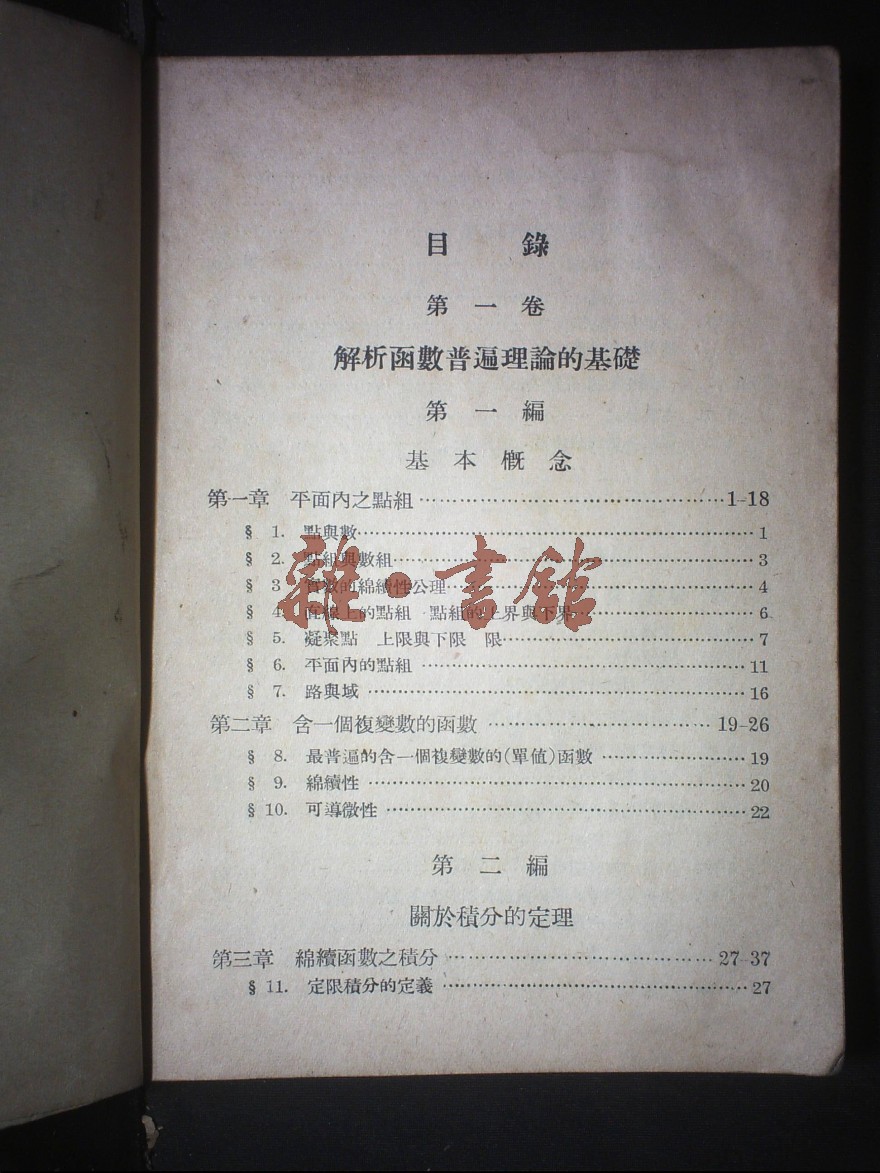 目 錄
第 一 卷
解析函數普遍理論的基礎
第 一 編
基 本 概 念
第一章 平面內之點組 ……………………………… 1-18
§ 1. 點與數 ……………………………… 1
§ 2. 點組與數組 ……………………………… 3
§ 3. 實數的綿續性公理 ……………………………… 4
§ 4. 直線上的點組 點組的上界與下界 ……………………………… 6
§ 5. 凝聚點 上限與下限 限 ……………………………… 7
§ 6. 平面內的點組 ……………………………… 11
§ 7. 路與域 ……………………………… 16
第二章 含一個複變數的函數 ……………………………… 19-26
§ 8. 最普遍的含一個複變數的(單值)函數 ……………………………… 19
§ 9. 綿續性 ……………………………… 20
§ 10. 可導微性 ……………………………… 22
第 二 編
關於積分的定理
第三章 綿續函數之積分 ……………………………… 27-37
§ 11. 定限積分的定義 ……………………………… 27
雜·書館